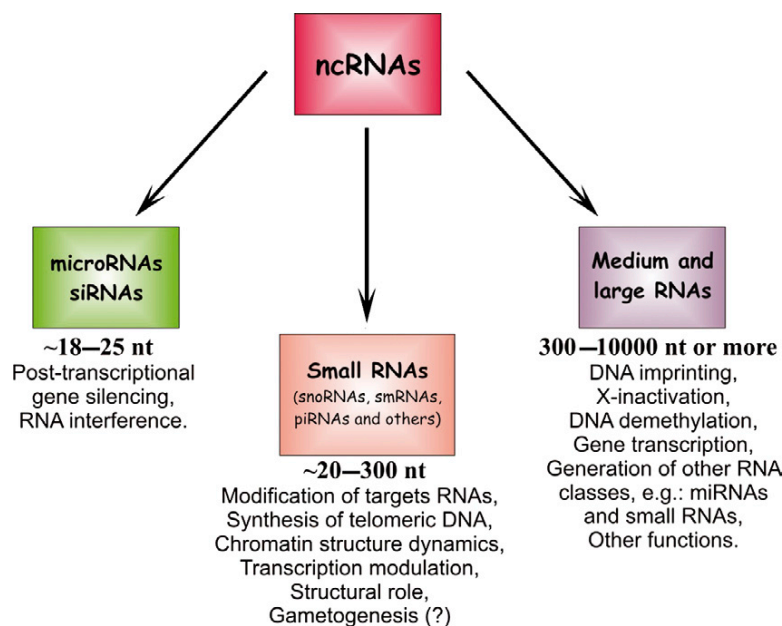 ncRNAs
microRNAs
siRNAs
~18—25 nt
Post-transcriptional
gene silencing,
RNA interference.
Small RNAs
(snoRNAs, smRNAs,
piRNAs and others)
~20—300 nt
Modification of targets RNAs,
Synthesis of telomeric DNA,
Chromatin structure dynamics,
Transcription modulation,
Structural role,
Gametogenesis (?)
Medium and
large RNAs
300—10000 nt or more
DNA imprinting,
X-inactivation,
DNA demethylation,
Gene transcription,
Generation of other RNA
classes, e.g.: miRNAs
and small RNAs,
Other functions.